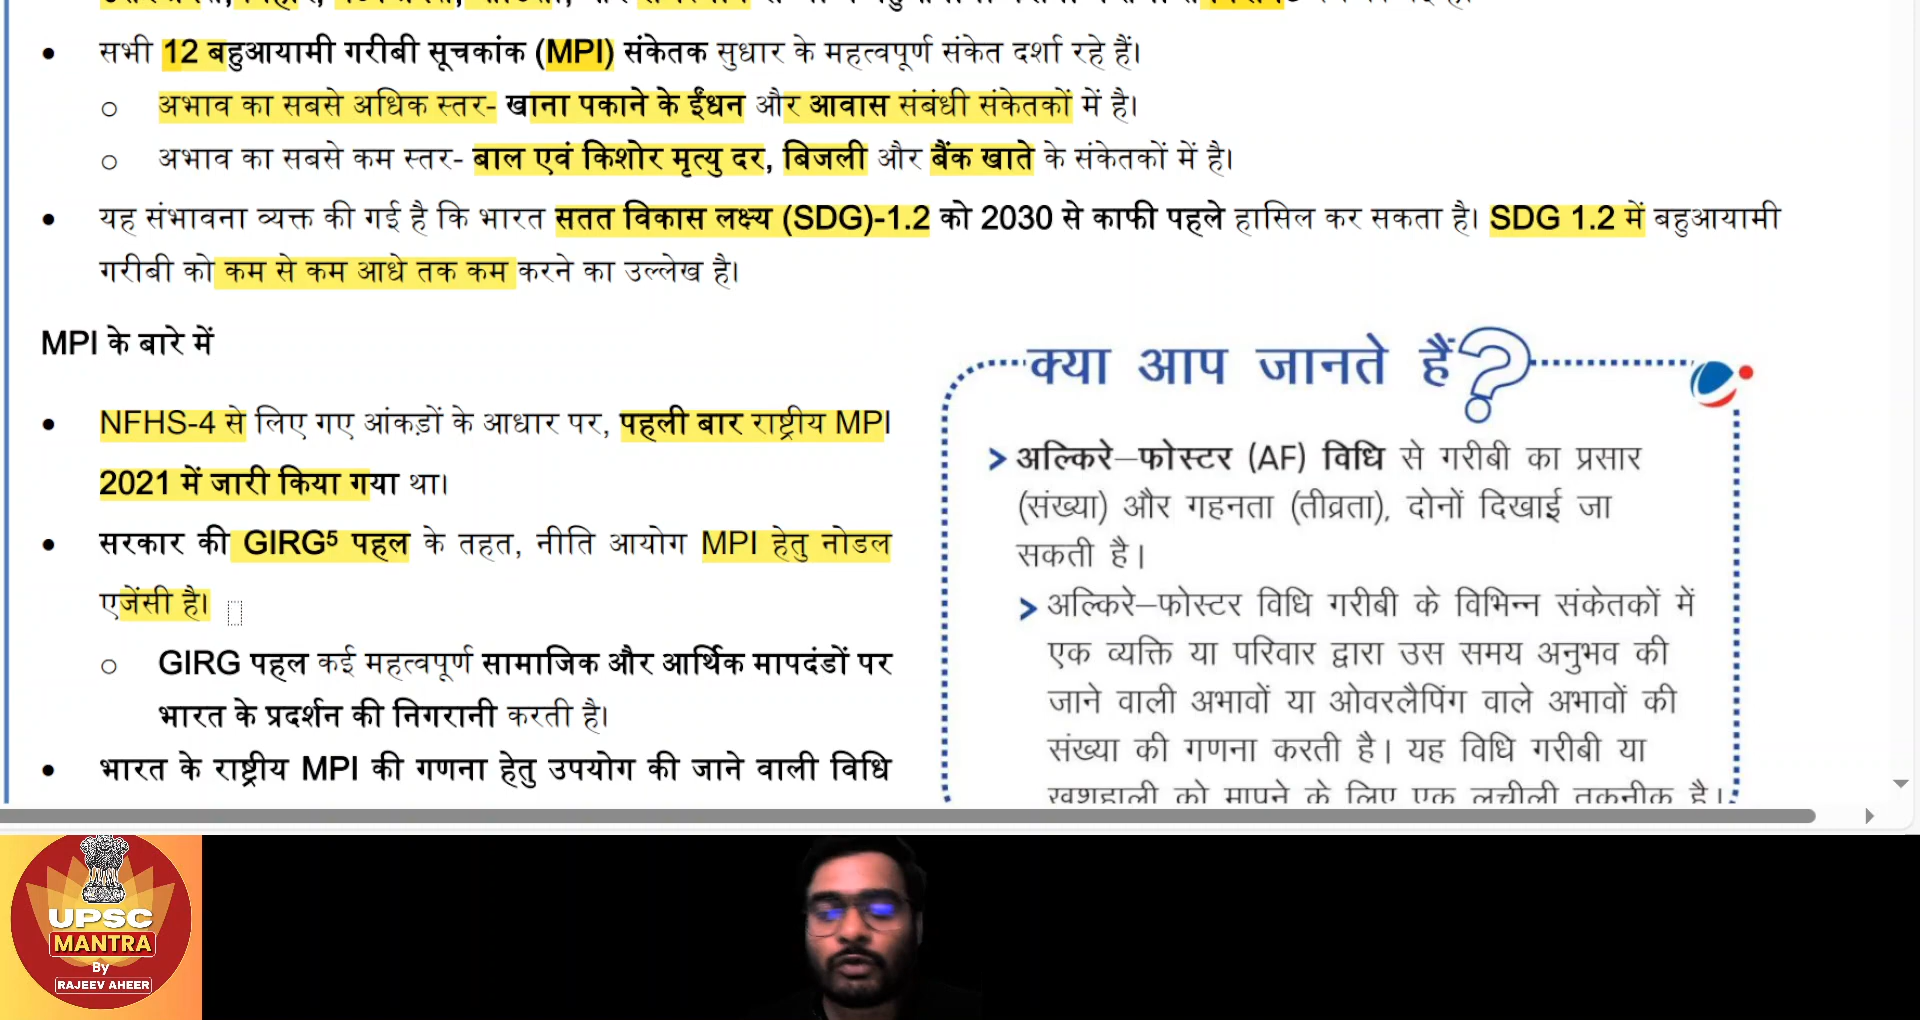 सभी 12 बहुआयामी गरीबी सूचकांक (MPI) संकेतक सुधार के महत्वपूर्ण संकेत दर्शा रहे हैं।
अभाव का सबसे अधिक स्तर- खाना पकाने के ईंधन और आवास संबंधी संकेतकों में है।
अभाव का सबसे कम स्तर- बाल एवं किशोर मृत्यु दर, बिजली और बैंक खाते के संकेतकों में है।
यह संभावना व्यक्त की गई है कि भारत सतत विकास लक्ष्य (SDG)-1.2 को 2030 से काफी पहले हासिल कर सकता है। SDG 1.2 में बहुआयामी
गरीबी को कम से कम आधे तक कम करने का उल्लेख है।
MPI के बारे में
NFHS-4 से लिए गए आंकड़ों के आधार पर, पहली बार राष्ट्रीय MPI
2021 में जारी किया गया था।
सरकार की GIRG⁵ पहल के तहत, नीति आयोग MPI हेतु नोडल
एजेंसी है।
GIRG पहल कई महत्वपूर्ण सामाजिक और आर्थिक मापदंडों पर
भारत के प्रदर्शन की निगरानी करती है।
भारत के राष्ट्रीय MPI की गणना हेतु उपयोग की जाने वाली विधि
क्या आप जानते हैं?
अल्किरे–फोस्टर (AF) विधि से गरीबी का प्रसार
(संख्या) और गहनता (तीव्रता), दोनों दिखाई जा
सकती है।
अल्किरे–फोस्टर विधि गरीबी के विभिन्न संकेतकों में
एक व्यक्ति या परिवार द्वारा उस समय अनुभव की
जाने वाली अभावों या ओवरलैपिंग वाले अभावों की
संख्या की गणना करती है। यह विधि गरीबी या
खुशहाली को मापने के लिए एक लचीली तकनीक है।
UPSC
MANTRA
By
RAJEEV AHEER